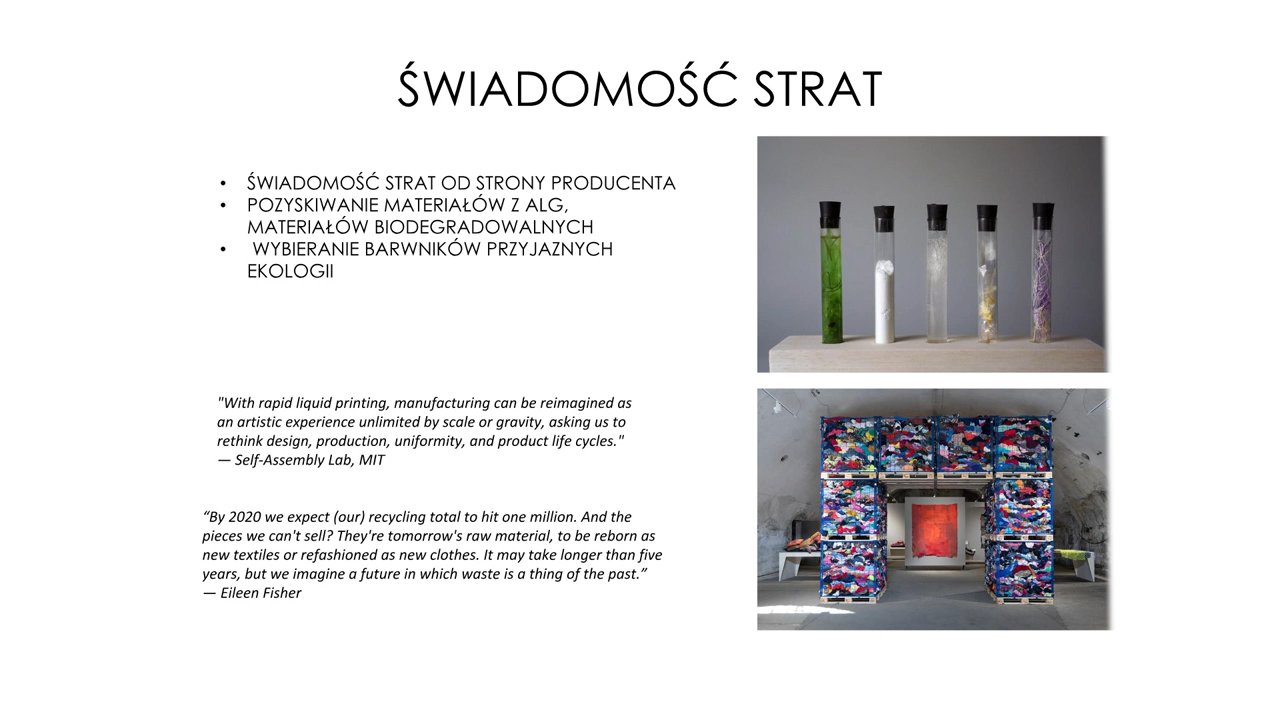 ŚWIADOMOŚĆ STRAT
• ŚWIADOMOŚĆ STRAT OD STRONY PRODUCENTA
• POZYSKIWANIE MATERIAŁÓW Z ALG,
MATERIAŁÓW BIODEGRADOWALNYCH
• WYBIERANIE BARWNIKÓW PRZYJAZNYCH
EKOLOGII
"With rapid liquid printing, manufacturing can be reimagined as
an artistic experience unlimited by scale or gravity, asking us to
rethink design, production, uniformity, and product life cycles."
— Self-Assembly Lab, MIT
“By 2020 we expect (our) recycling total to hit one million. And the
pieces we can't sell? They're tomorrow's raw material, to be reborn as
new textiles or refashioned as new clothes. It may take longer than five
years, but we imagine a future in which waste is a thing of the past.”
— Eileen Fisher